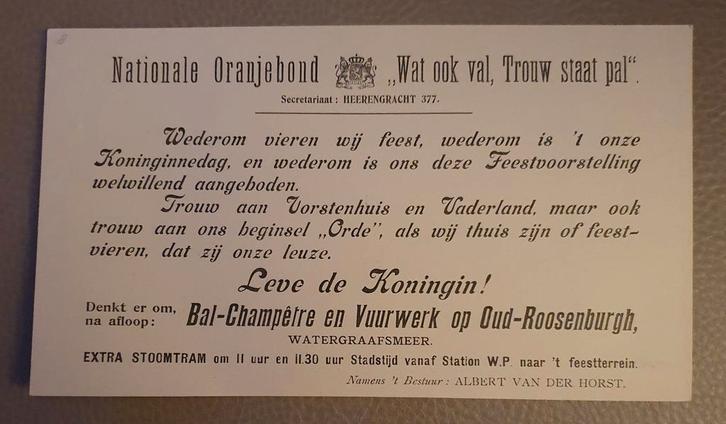 Nationale Oranjebond „Wat ook val, Trouw staat pal“.
Secretariaat: HEERENGRACHT 377.
Wederom vieren wij feest, wederom is 't onze
Koninginnedag, en wederom is ons deze Feestvoorstelling
welwillend aangeboden.
Trouw aan Vorstenhuis en Vaderland, maar ook
trouw aan ons beginsel „Orde”, als wij thuis zijn of feest-
vieren, dat zij onze leuze.
Leve de Koningin!
Denkt er om,
na afloop: Bal-Champêtre en Vuurwerk op Oud-Roosenburgh,
WATERGRAAFSMEER.
EXTRA STOOMTRAM om 11 uur en 11.30 uur Stadstijd vanaf Station W.P. naar 't feestterrein.
Namens 't Bestuur: ALBERT VAN DER HORST.